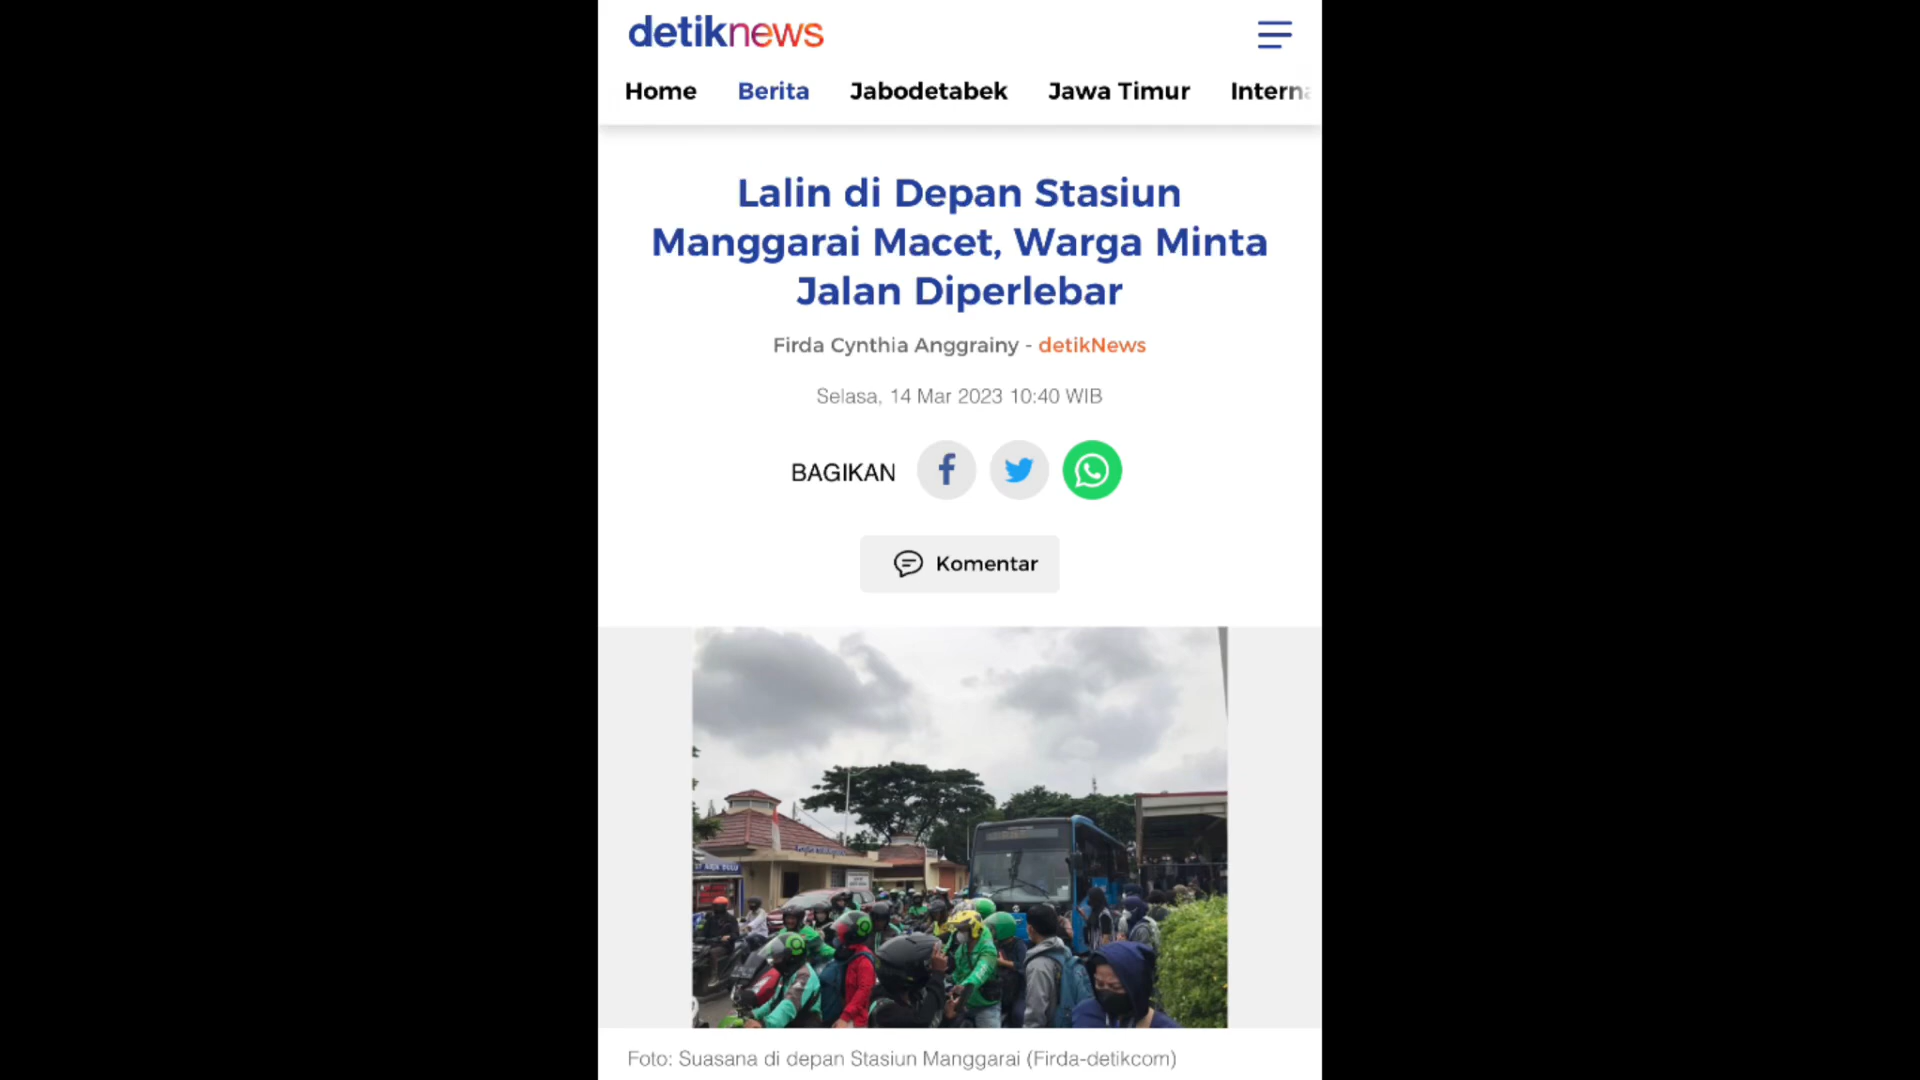 detiknews
Home Berita Jabodetabek Jawa Timur Interna
Lalin di Depan Stasiun
Manggarai Macet, Warga Minta
Jalan Diperlebar
Firda Cynthia Anggrainy - detikNews
Selasa, 14 Mar 2023 10:40 WIB
BAGIKAN
Komentar
Foto: Suasana di depan Stasiun Manggarai (Firda-detikcom)